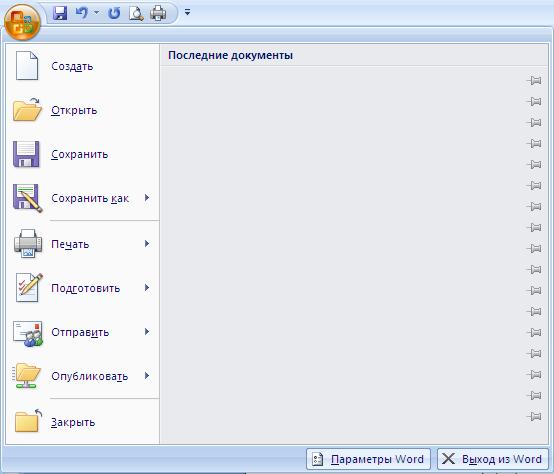 Последние документы
Создать
Открыть
Сохранить
Сохранить как
Печать
Подготовить
Отправить
Опубликовать
Закрыть
Параметры Word
Выход из Word